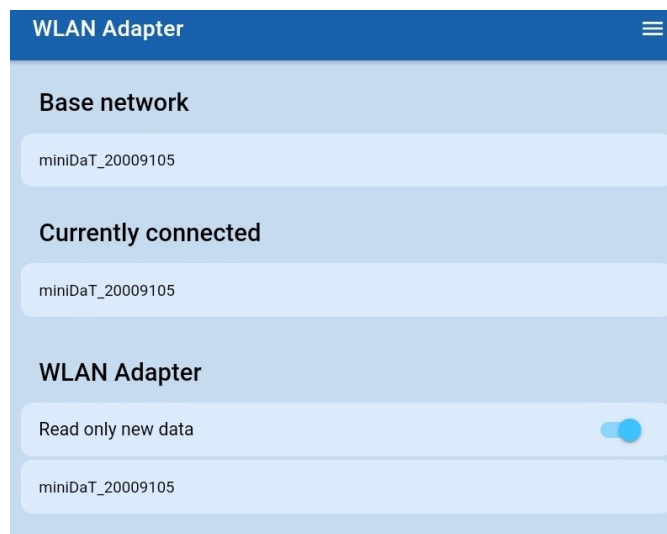 WLAN Adapter
Base network
miniDaT_20009105
Currently connected
miniDaT_20009105
WLAN Adapter
Read only new data
miniDaT_20009105